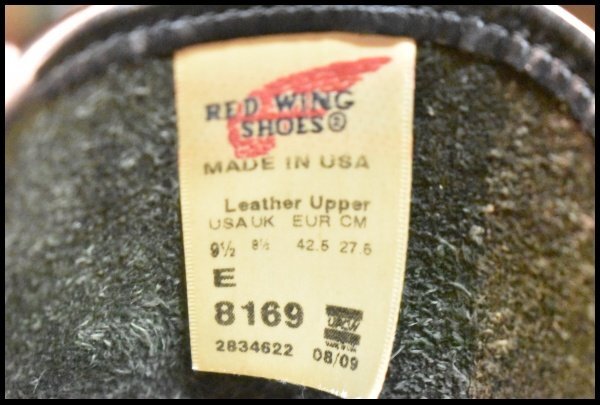 RED WING
SHOES®
MADE IN USA
Leather Upper
USA UK EUR CM
9½ 8½ 42.5 27.5
E
8169
UFCW
2834622 08/09